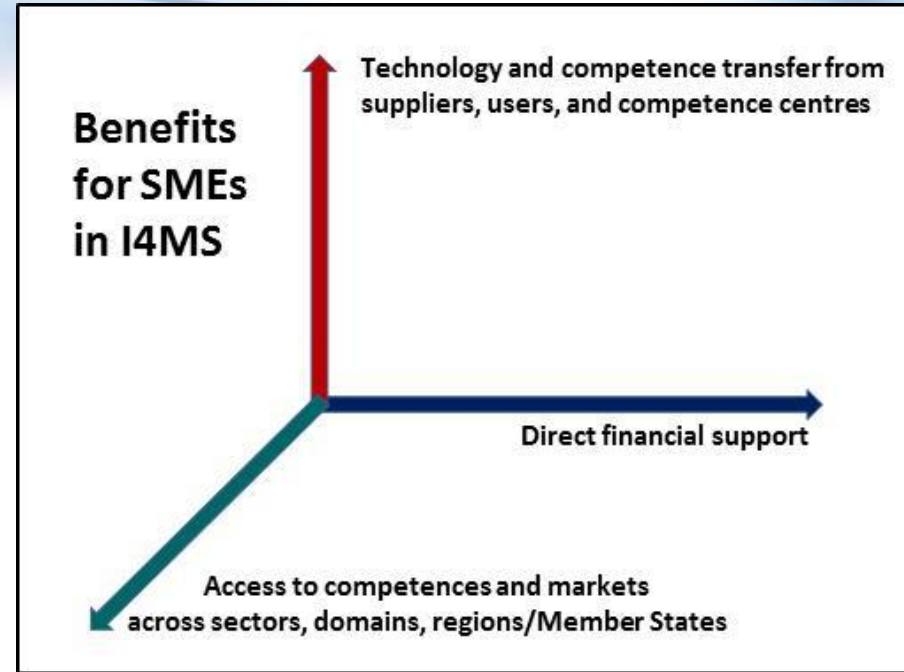 Benefits
for SMEs
in I4MS
Technology and competence transfer from
suppliers, users, and competence centres
Direct financial support
Access to competences and markets
across sectors, domains, regions/Member States